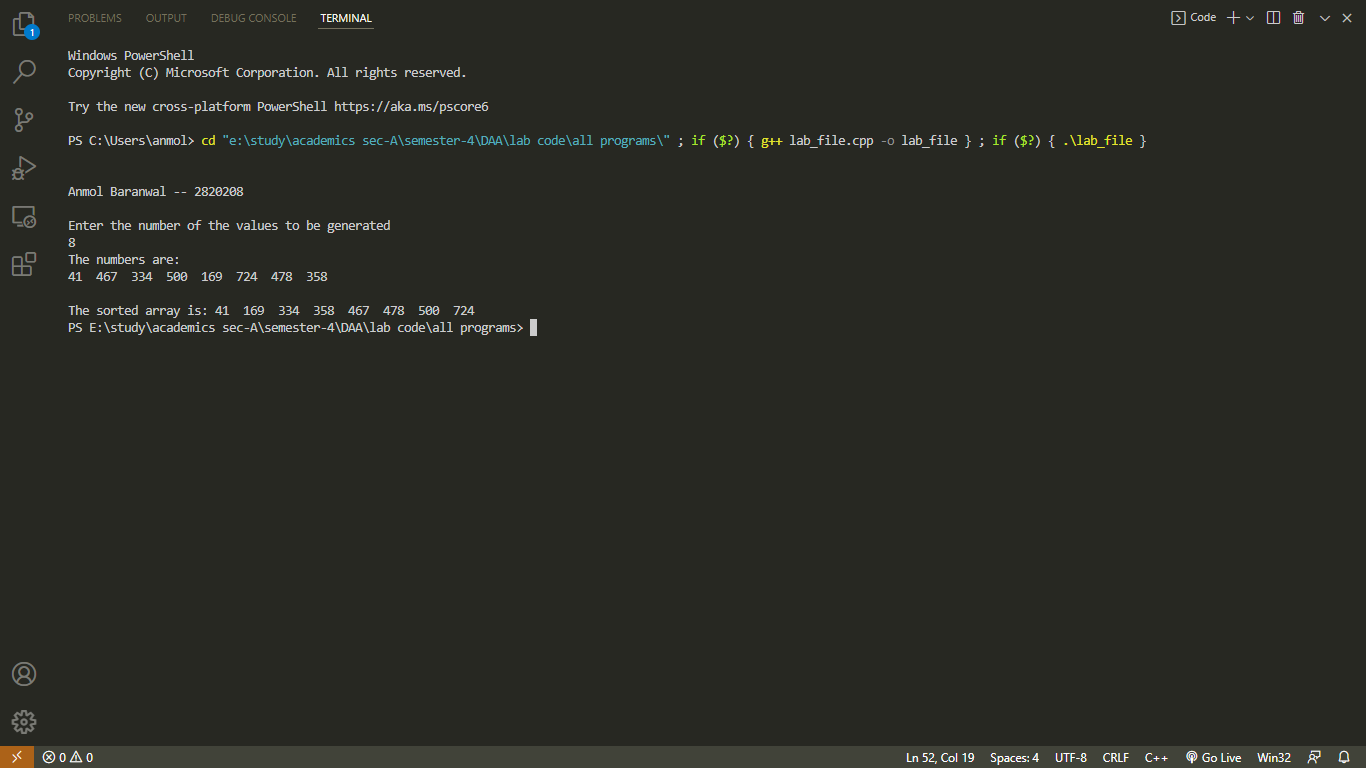 PROBLEMS OUTPUT DEBUG CONSOLE TERMINAL Code
1
Windows PowerShell
Copyright (C) Microsoft Corporation. All rights reserved.
Try the new cross-platform PowerShell https://aka.ms/pscore6
PS C:\Users\anmol> cd "e:\study\academics sec-A\semester-4\DAA\lab code\all programs\" ; if ($?) { g++ lab_file.cpp -o lab_file } ; if ($?) { .\lab_file }
Anmol Baranwal -- 2820208
Enter the number of the values to be generated
8
The numbers are:
41  467  334  500  169  724  478  358
The sorted array is: 41  169  334  358  467  478  500  724
PS E:\study\academics sec-A\semester-4\DAA\lab code\all programs>
0 0 Ln 52, Col 19 Spaces: 4 UTF-8 CRLF C++ Go Live Win32